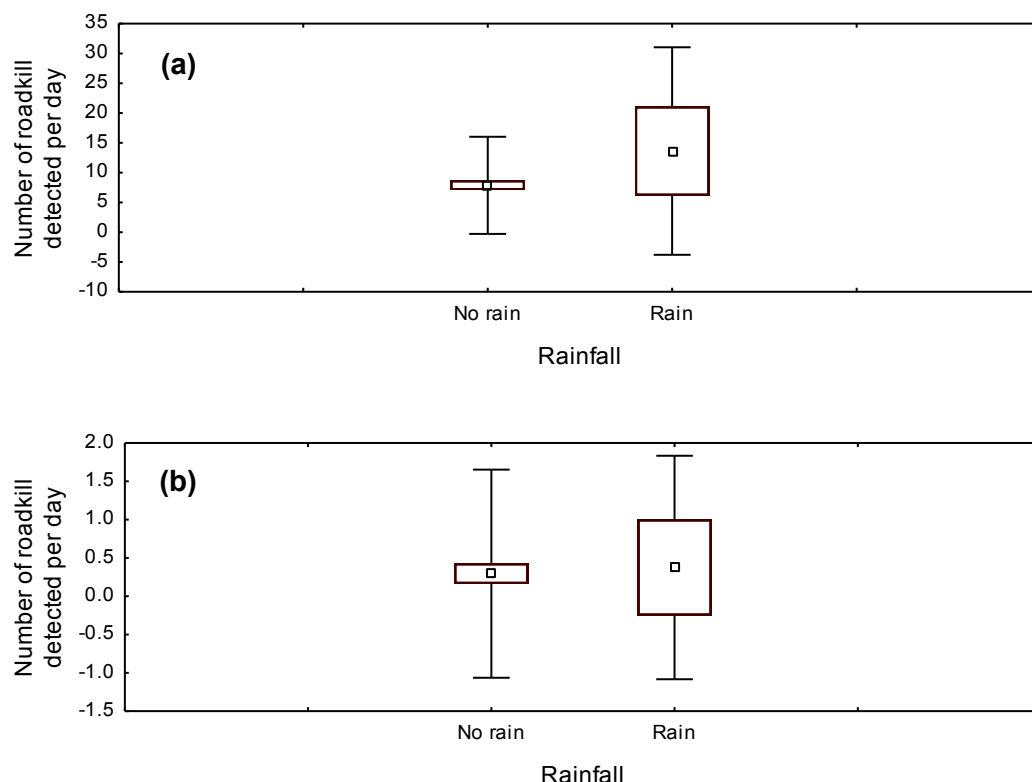 35
30
25
20
15
10
5
0
-5
-10
Number of roadkill
detected per day
(a)
No rain
Rain
Rainfall
2.0
1.5
1.0
0.5
0.0
-0.5
-1.0
-1.5
Number of roadkill
detected per day
(b)
No rain
Rain
Rainfall